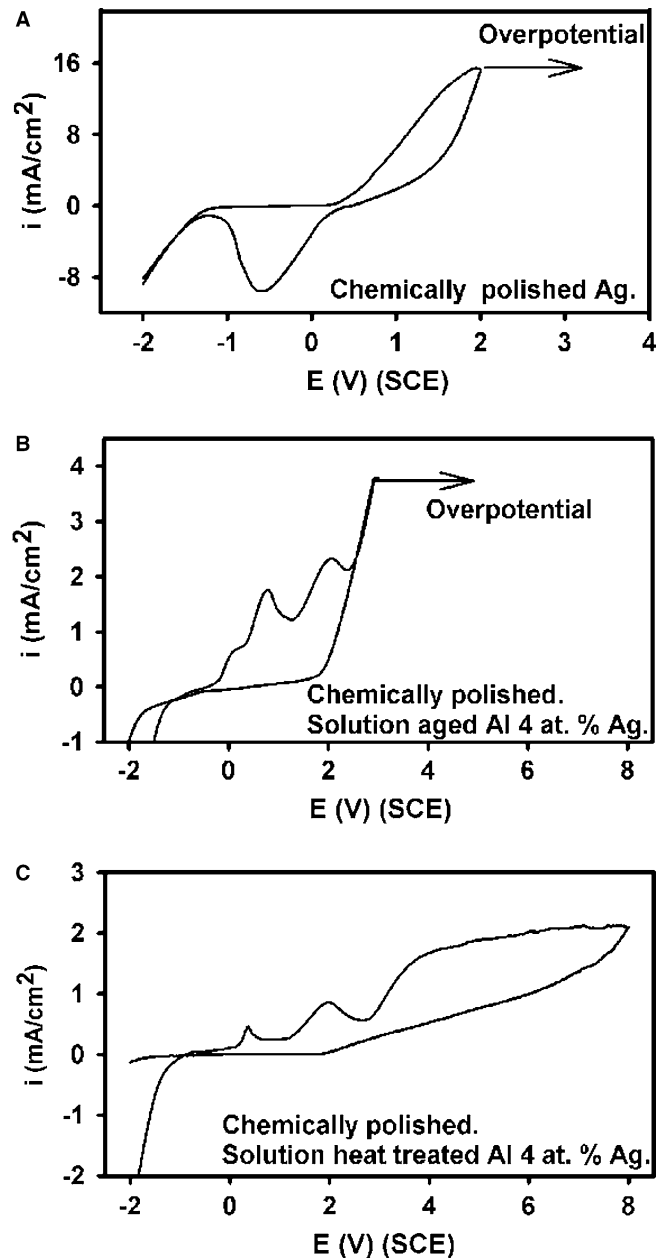 A
Overpotential
16
8
0
-8
i (mA/cm2)
Chemically polished Ag.
-2 -1 0 1 2 3 4
E (V) (SCE)
B
4
3
2
1
0
-1
i (mA/cm2)
Overpotential
Chemically polished.
Solution aged Al 4 at. % Ag.
-2 0 2 4 6 8
E (V) (SCE)
C
3
2
1
0
-1
-2
i (mA/cm2)
Chemically polished.
Solution heat treated Al 4 at. % Ag.
-2 0 2 4 6 8
E (V) (SCE)